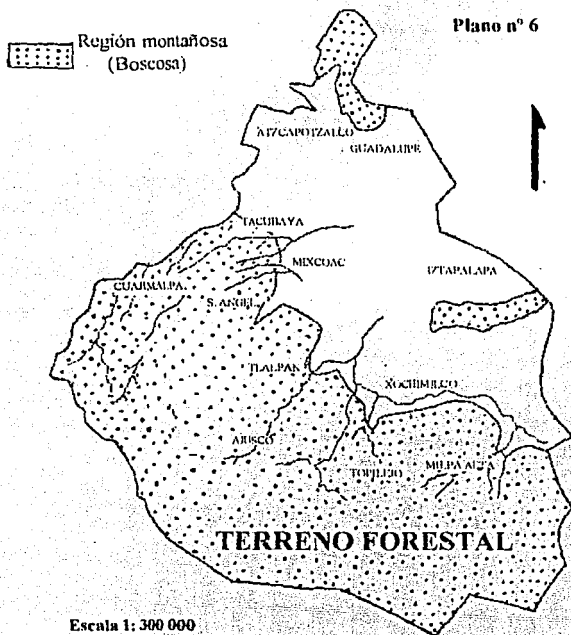 Plano nº 6
Región montañosa
(Boscosa)
ATZCAPOTZALCO
GUADALUPE
TACUBAYA
MIXCOAC
IZTAPALAPA
CUAJIMALPA
S. ANGEL
TLALPAN
XOCHIMILCO
AJUSCO
TOPILEJO
MILPA ALTA
TERRENO FORESTAL
Escala 1: 300 000